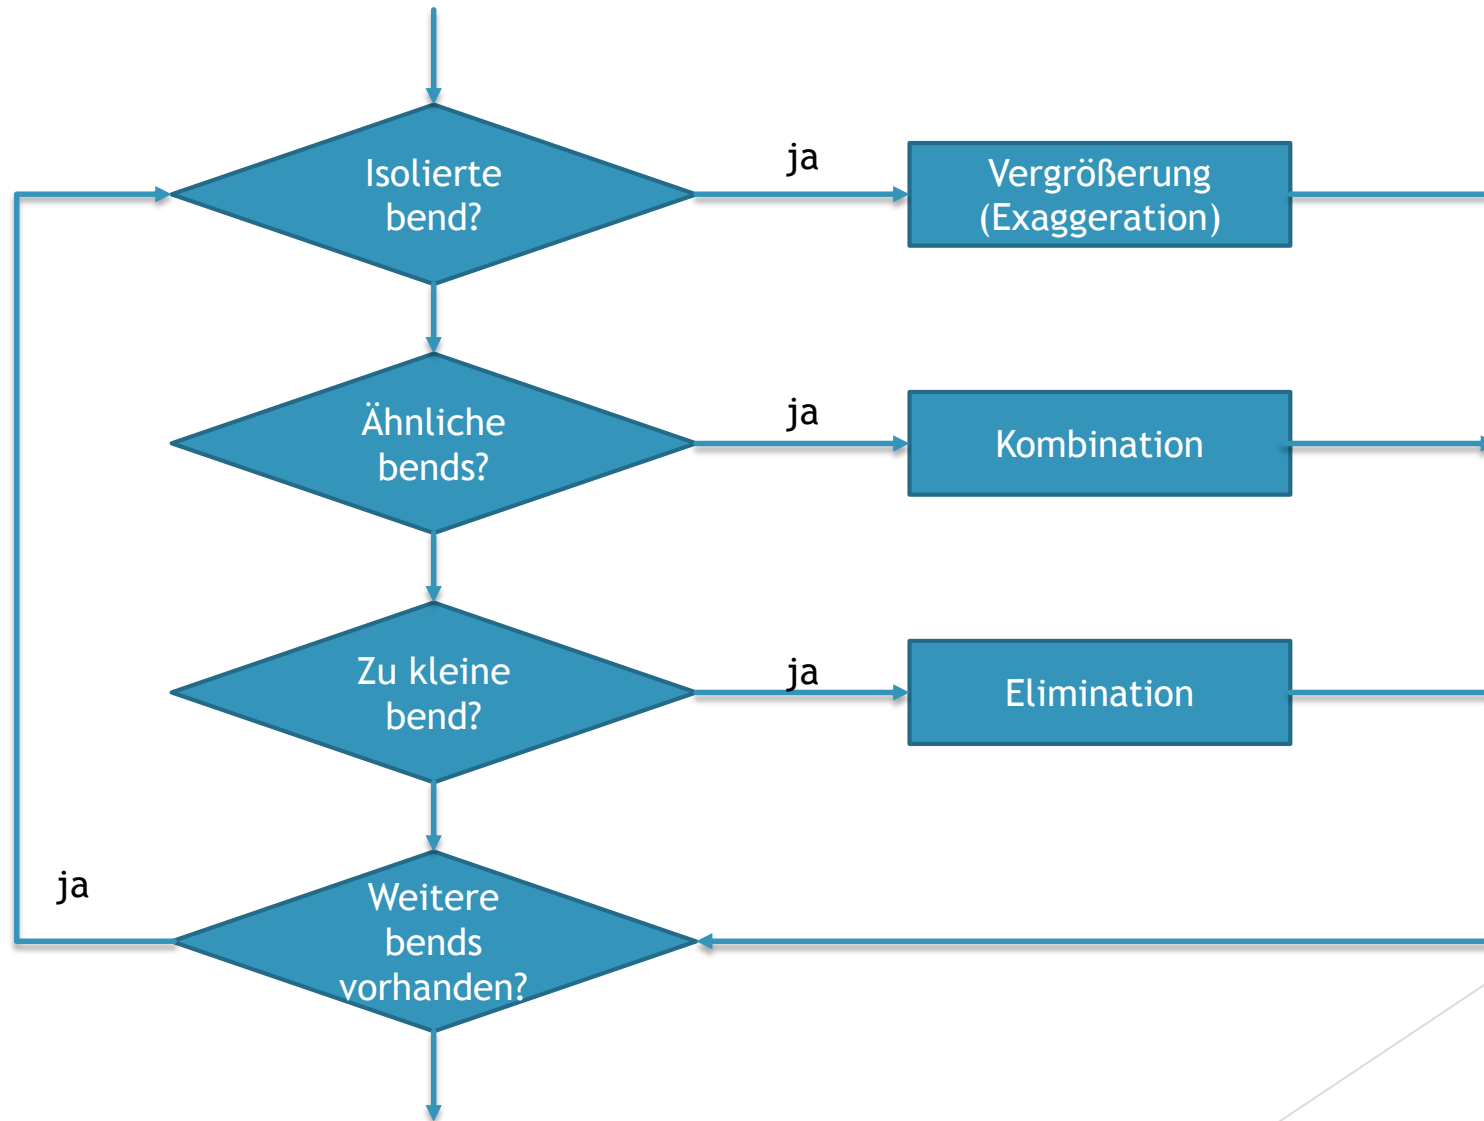 Isolierte
bend?
ja
Vergrößerung
(Exaggeration)
Ähnliche
bends?
ja
Kombination
Zu kleine
bend?
ja
Elimination
ja
Weitere
bends
vorhanden?